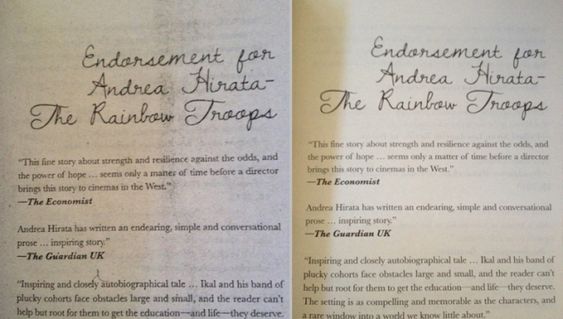 Endorsement for
Andrea Hirata-
The Rainbow Troops
"This fine story about strength and resilience against the odds, and
the power of hope ... seems only a matter of time before a director
brings this story to cinemas in the West."
—The Economist
Andrea Hirata has written an endearing, simple and conversational
prose ... inspiring story."
—The Guardian UK
"Inspiring and closely autobiographical tale ... Ikal and his band of
plucky cohorts face obstacles large and small, and the reader can't
help but root for them to get the education—and life—they deserve.
Endorsement for
Andrea Hirata-
The Rainbow Troops
"This fine story about strength and resilience against the odds, and
the power of hope ... seems only a matter of time before a director
brings this story to cinemas in the West."
—The Economist
Andrea Hirata has written an endearing, simple and conversational
prose ... inspiring story."
—The Guardian UK
"Inspiring and closely autobiographical tale ... Ikal and his band of
plucky cohorts face obstacles large and small, and the reader can't
help but root for them to get the education—and life—they deserve.
The setting is as compelling and memorable as the characters, and
a rare window into a world we know little about."